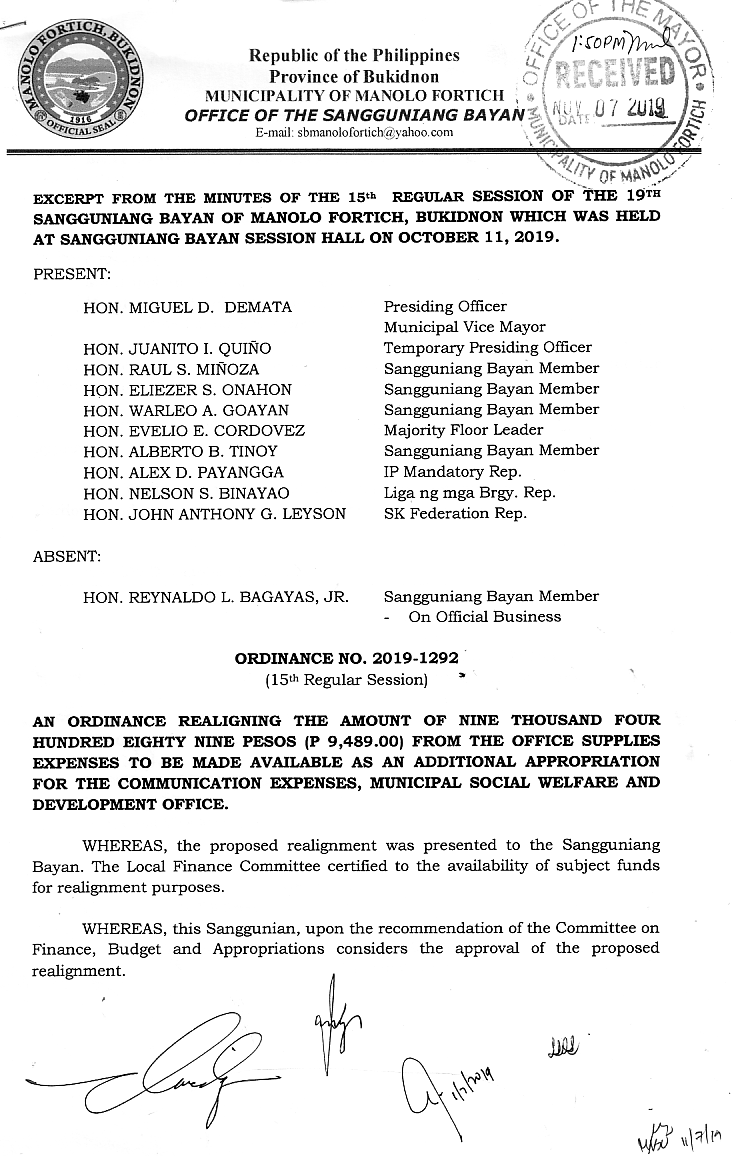 MANOLO FORTICH, BUKIDNON
1916
OFFICIAL SEAL
Republic of the Philippines
Province of Bukidnon
MUNICIPALITY OF MANOLO FORTICH
OFFICE OF THE SANGGUNIANG BAYAN
E-mail: sbmanolofortich@yahoo.com
OFFICE OF THE MAYOR
1:50PM
RECEIVED
NOV 07 2019
DATE
MUNICIPALITY OF MANOLO FORTICH
EXCERPT FROM THE MINUTES OF THE 15th REGULAR SESSION OF THE 19TH
SANGGUNIANG BAYAN OF MANOLO FORTICH, BUKIDNON WHICH WAS HELD
AT SANGGUNIANG BAYAN SESSION HALL ON OCTOBER 11, 2019.
PRESENT:
HON. MIGUEL D. DEMATA Presiding Officer
Municipal Vice Mayor
HON. JUANITO I. QUIÑO Temporary Presiding Officer
HON. RAUL S. MIÑOZA Sangguniang Bayan Member
HON. ELIEZER S. ONAHON Sangguniang Bayan Member
HON. WARLEO A. GOAYAN Sangguniang Bayan Member
HON. EVELIO E. CORDOVEZ Majority Floor Leader
HON. ALBERTO B. TINOY Sangguniang Bayan Member
HON. ALEX D. PAYANGGA IP Mandatory Rep.
HON. NELSON S. BINAYAO Liga ng mga Brgy. Rep.
HON. JOHN ANTHONY G. LEYSON SK Federation Rep.
ABSENT:
HON. REYNALDO L. BAGAYAS, JR. Sangguniang Bayan Member
- On Official Business
ORDINANCE NO. 2019-1292
(15th Regular Session)
AN ORDINANCE REALIGNING THE AMOUNT OF NINE THOUSAND FOUR
HUNDRED EIGHTY NINE PESOS (P 9,489.00) FROM THE OFFICE SUPPLIES
EXPENSES TO BE MADE AVAILABLE AS AN ADDITIONAL APPROPRIATION
FOR THE COMMUNICATION EXPENSES, MUNICIPAL SOCIAL WELFARE AND
DEVELOPMENT OFFICE.
WHEREAS, the proposed realignment was presented to the Sangguniang
Bayan. The Local Finance Committee certified to the availability of subject funds
for realignment purposes.
WHEREAS, this Sanggunian, upon the recommendation of the Committee on
Finance, Budget and Appropriations considers the approval of the proposed
realignment.
11/7/19